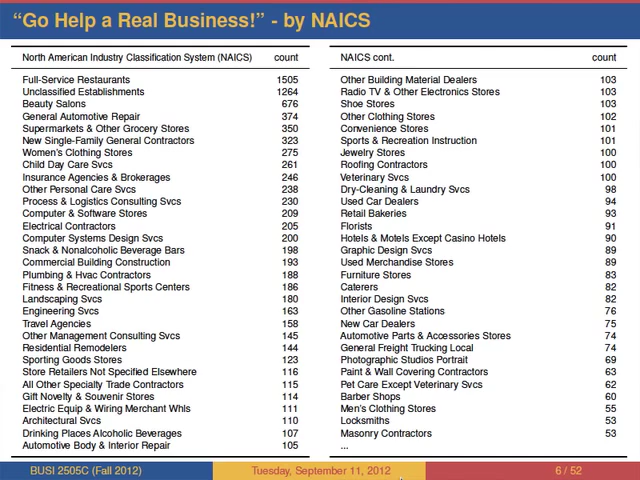 “Go Help a Real Business!” - by NAICS
North American Industry Classification System (NAICS) count
Full-Service Restaurants 1505
Unclassified Establishments 1264
Beauty Salons 676
General Automotive Repair 374
Supermarkets & Other Grocery Stores 350
New Single-Family General Contractors 323
Women's Clothing Stores 275
Child Day Care Svcs 261
Insurance Agencies & Brokerages 246
Other Personal Care Svcs 238
Process & Logistics Consulting Svcs 230
Computer & Software Stores 209
Electrical Contractors 205
Computer Systems Design Svcs 200
Snack & Nonalcoholic Beverage Bars 198
Commercial Building Construction 193
Plumbing & Hvac Contractors 188
Fitness & Recreational Sports Centers 186
Landscaping Svcs 180
Engineering Svcs 163
Travel Agencies 158
Other Management Consulting Svcs 145
Residential Remodelers 144
Sporting Goods Stores 123
Store Retailers Not Specified Elsewhere 116
All Other Specialty Trade Contractors 115
Gift Novelty & Souvenir Stores 114
Electric Equip & Wiring Merchant Whls 111
Architectural Svcs 110
Drinking Places Alcoholic Beverages 107
Automotive Body & Interior Repair 105
NAICS cont. count
Other Building Material Dealers 103
Radio TV & Other Electronics Stores 103
Shoe Stores 103
Other Clothing Stores 102
Convenience Stores 101
Sports & Recreation Instruction 101
Jewelry Stores 100
Roofing Contractors 100
Veterinary Svcs 100
Dry-Cleaning & Laundry Svcs 98
Used Car Dealers 94
Retail Bakeries 93
Florists 91
Hotels & Motels Except Casino Hotels 90
Graphic Design Svcs 89
Used Merchandise Stores 89
Furniture Stores 83
Caterers 82
Interior Design Svcs 82
Other Gasoline Stations 76
New Car Dealers 75
Automotive Parts & Accessories Stores 74
General Freight Trucking Local 74
Photographic Studios Portrait 69
Paint & Wall Covering Contractors 63
Pet Care Except Veterinary Svcs 62
Barber Shops 60
Men's Clothing Stores 55
Locksmiths 53
Masonry Contractors 53
...
BUSI 2505C (Fall 2012) Tuesday, September 11, 2012 6 / 52